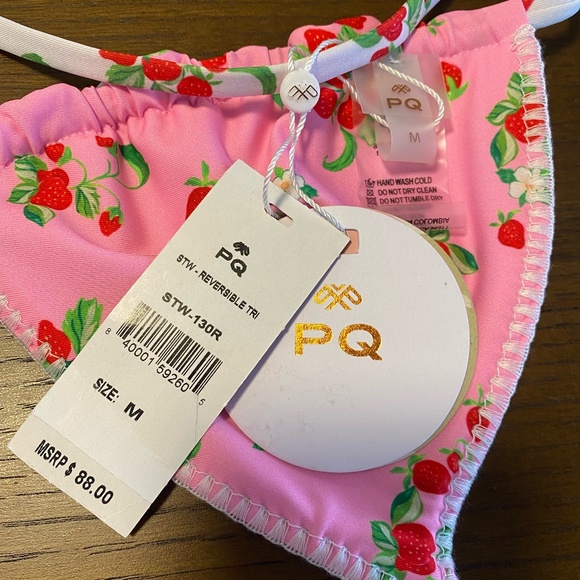 PQ
STW - REVERSIBLE TRI
STW-130R
8 40001 59260 5
SIZE: M
MSRP $ 88.00
PQ
PQ
M
HAND WASH COLD
DO NOT DRY CLEAN
DO NOT TUMBLE DRY